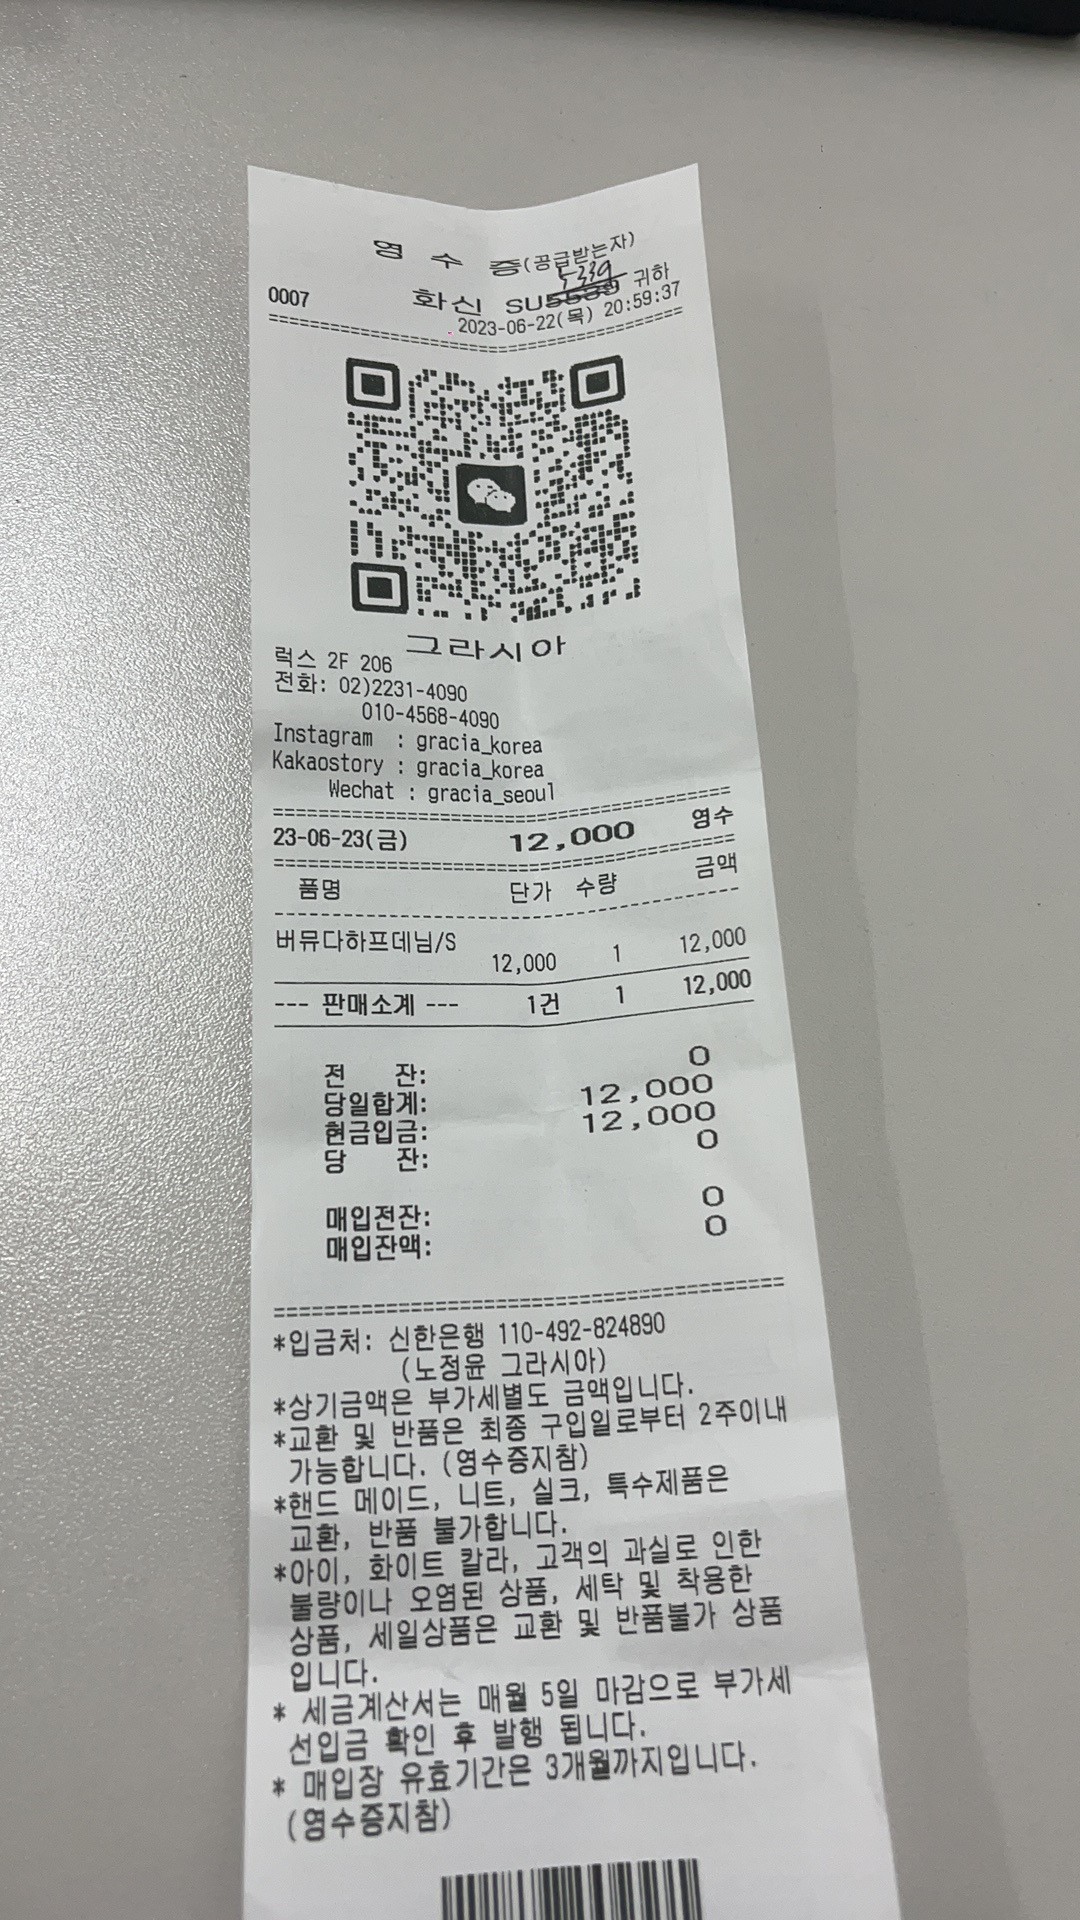 영 수 증(공급받는자)
5339
0007 화신 SU5539 귀하
2023-06-22(목) 20:59:37
그라시아
럭스 2F 206
전화: 02)2231-4090
010-4568-4090
Instagram : gracia_korea
Kakaostory : gracia_korea
Wechat : gracia_seoul
23-06-23(금) 12,000 영수
품명 단가 수량 금액
버뮤다하프데님/S
12,000 1 12,000
--- 판매소계 --- 1건 1 12,000
전 잔: 0
당일합계: 12,000
현금입금: 12,000
당 잔: 0
매입전잔: 0
매입잔액: 0
*입금처: 신한은행 110-492-824890
(노정윤 그라시아)
*상기금액은 부가세별도 금액입니다.
*교환 및 반품은 최종 구입일로부터 2주이내
가능합니다. (영수증지참)
*핸드 메이드, 니트, 실크, 특수제품은
교환, 반품 불가합니다.
*아이, 화이트 칼라, 고객의 과실로 인한
불량이나 오염된 상품, 세탁 및 착용한
상품, 세일상품은 교환 및 반품불가 상품
입니다.
* 세금계산서는 매월 5일 마감으로 부가세
선입금 확인 후 발행 됩니다.
* 매입장 유효기간은 3개월까지입니다.
(영수증지참)